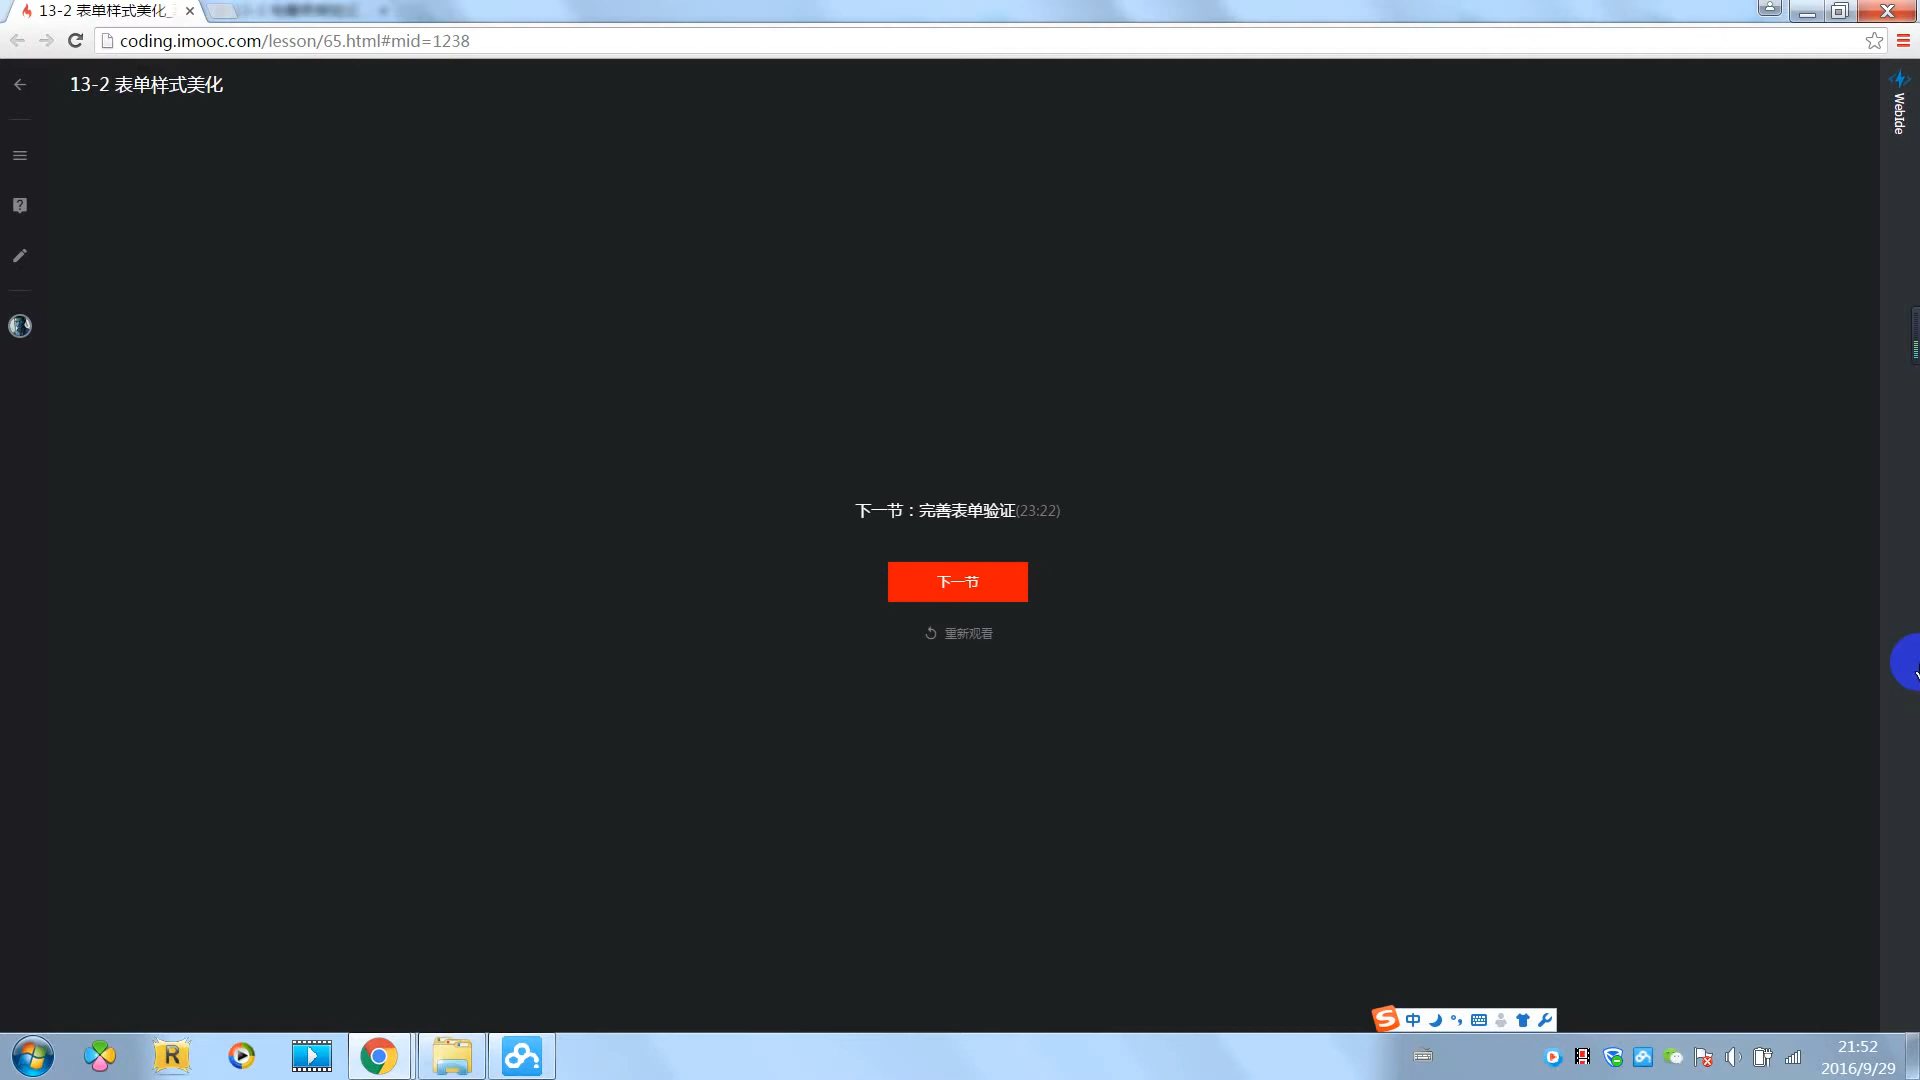 13-2 表单样式美化_
coding.imooc.com/lesson/65.html#mid=1238
13-2 表单样式美化
WebIde
下一节：完善表单验证(23:22)
下一节
重新观看
中
21:52
2016/9/29